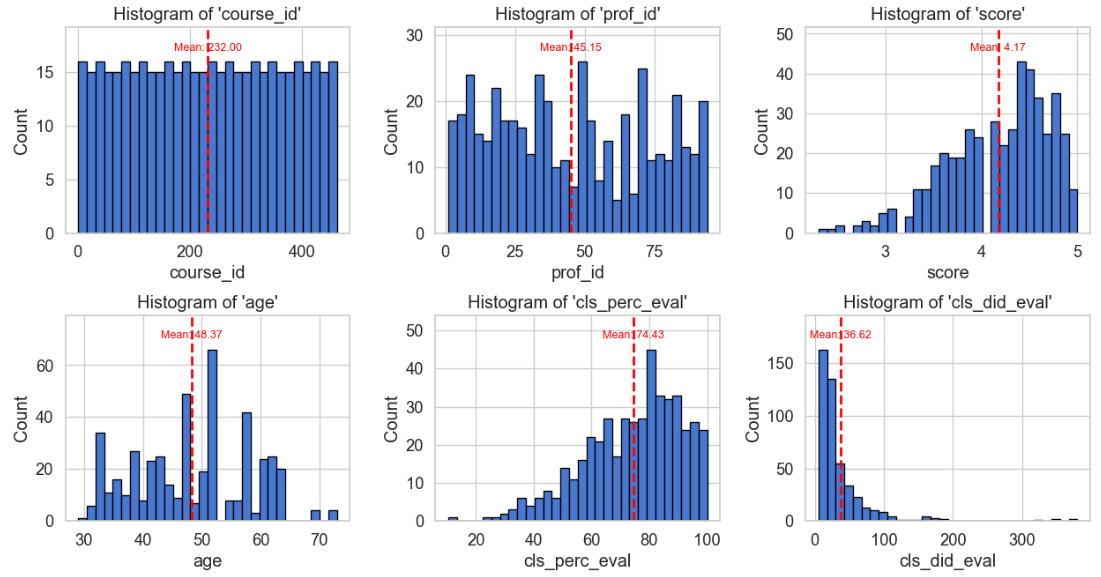 Histogram of 'course_id'
Mean: 232.00
15
10
5
0
Count
0
200
400
course_id
Histogram of 'prof_id'
Mean: 45.15
30
20
10
0
Count
0
25
50
75
prof_id
Histogram of 'score'
Mean: 4.17
50
40
30
20
10
0
Count
3
4
5
score
Histogram of 'age'
Mean: 48.37
60
40
20
0
Count
30
40
50
60
70
age
Histogram of 'cls_perc_eval'
Mean: 74.43
50
40
30
20
10
0
Count
20
40
60
80
100
cls_perc_eval
Histogram of 'cls_did_eval'
Mean: 36.62
150
100
50
0
Count
0
100
200
300
cls_did_eval